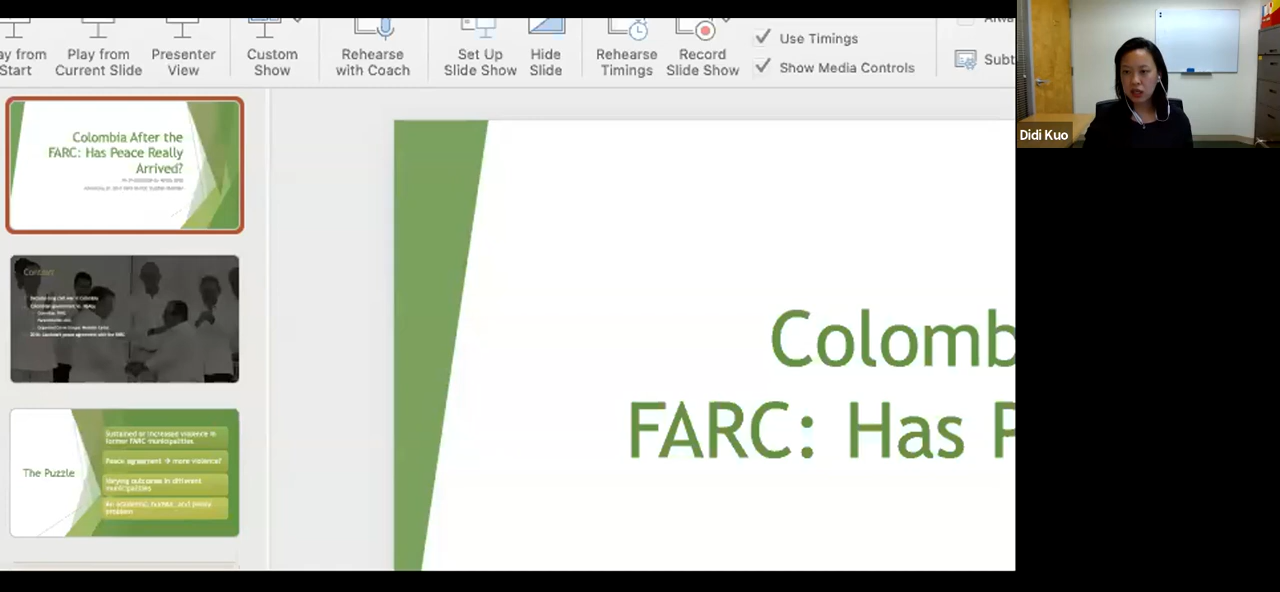 ay from Start
Play from Current Slide
Presenter View
Custom Show
Rehearse with Coach
Set Up Slide Show
Hide Slide
Rehearse Timings
Record Slide Show
Use Timings
Show Media Controls
Subt
Didi Kuo
Colombia After the
FARC: Has Peace Really
Arrived?
Context
Colomb
FARC: Has P
The Puzzle
Sustained or increased violence in
former FARC municipalities
Peace agreement → more violence?
Varying outcomes in different
municipalities
An academic, human, and policy
problem